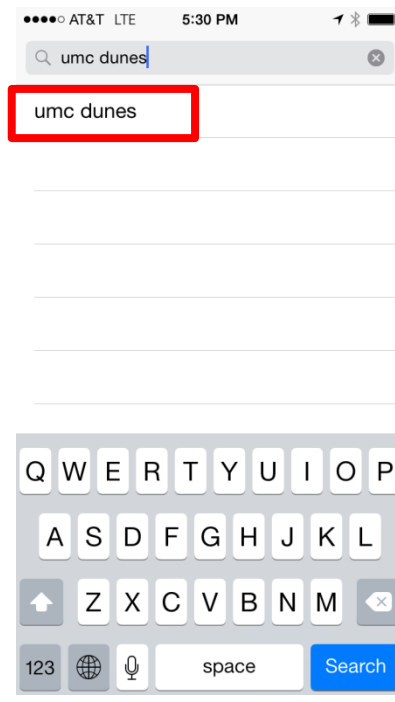 AT&T LTE 5:30 PM
umc dunes
umc dunes
Q W E R T Y U I O P
A S D F G H J K L
Z X C V B N M
123 space Search